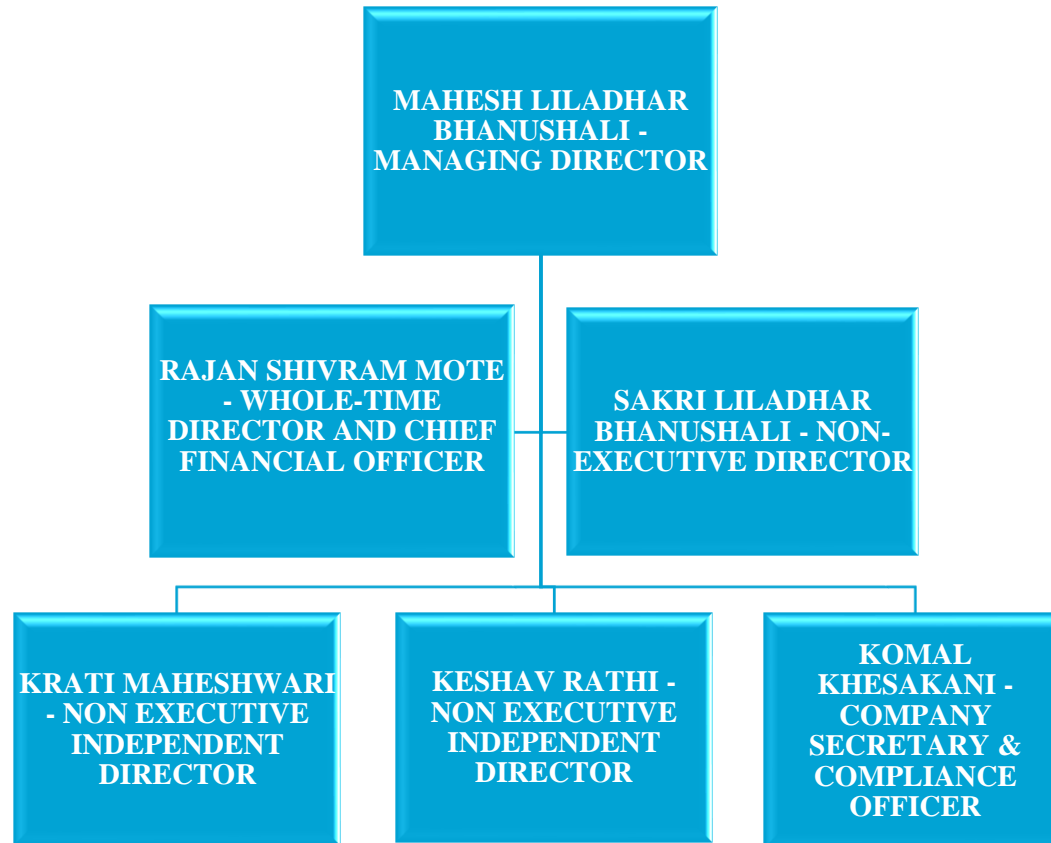 MAHESH LILADHAR
BHANUSHALI -
MANAGING DIRECTOR
RAJAN SHIVRAM MOTE
- WHOLE-TIME
DIRECTOR AND CHIEF
FINANCIAL OFFICER
SAKRI LILADHAR
BHANUSHALI - NON-
EXECUTIVE DIRECTOR
KRATI MAHESHWARI
- NON EXECUTIVE
INDEPENDENT
DIRECTOR
KESHAV RATHI -
NON EXECUTIVE
INDEPENDENT
DIRECTOR
KOMAL
KHESAKANI -
COMPANY
SECRETARY &
COMPLIANCE
OFFICER